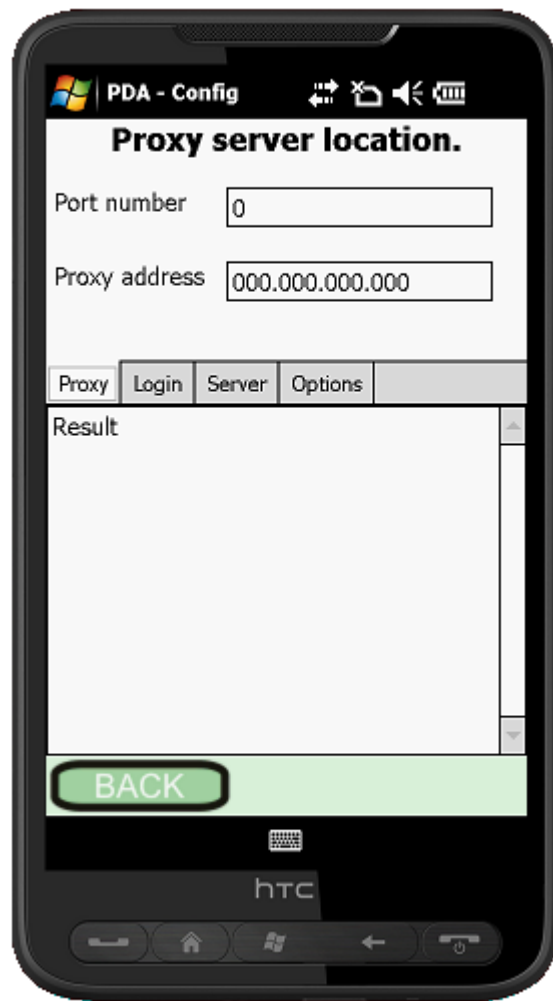 PDA - Config
Proxy server location.
Port number 0
Proxy address 000.000.000.000
Proxy Login Server Options
Result
BACK
hTC